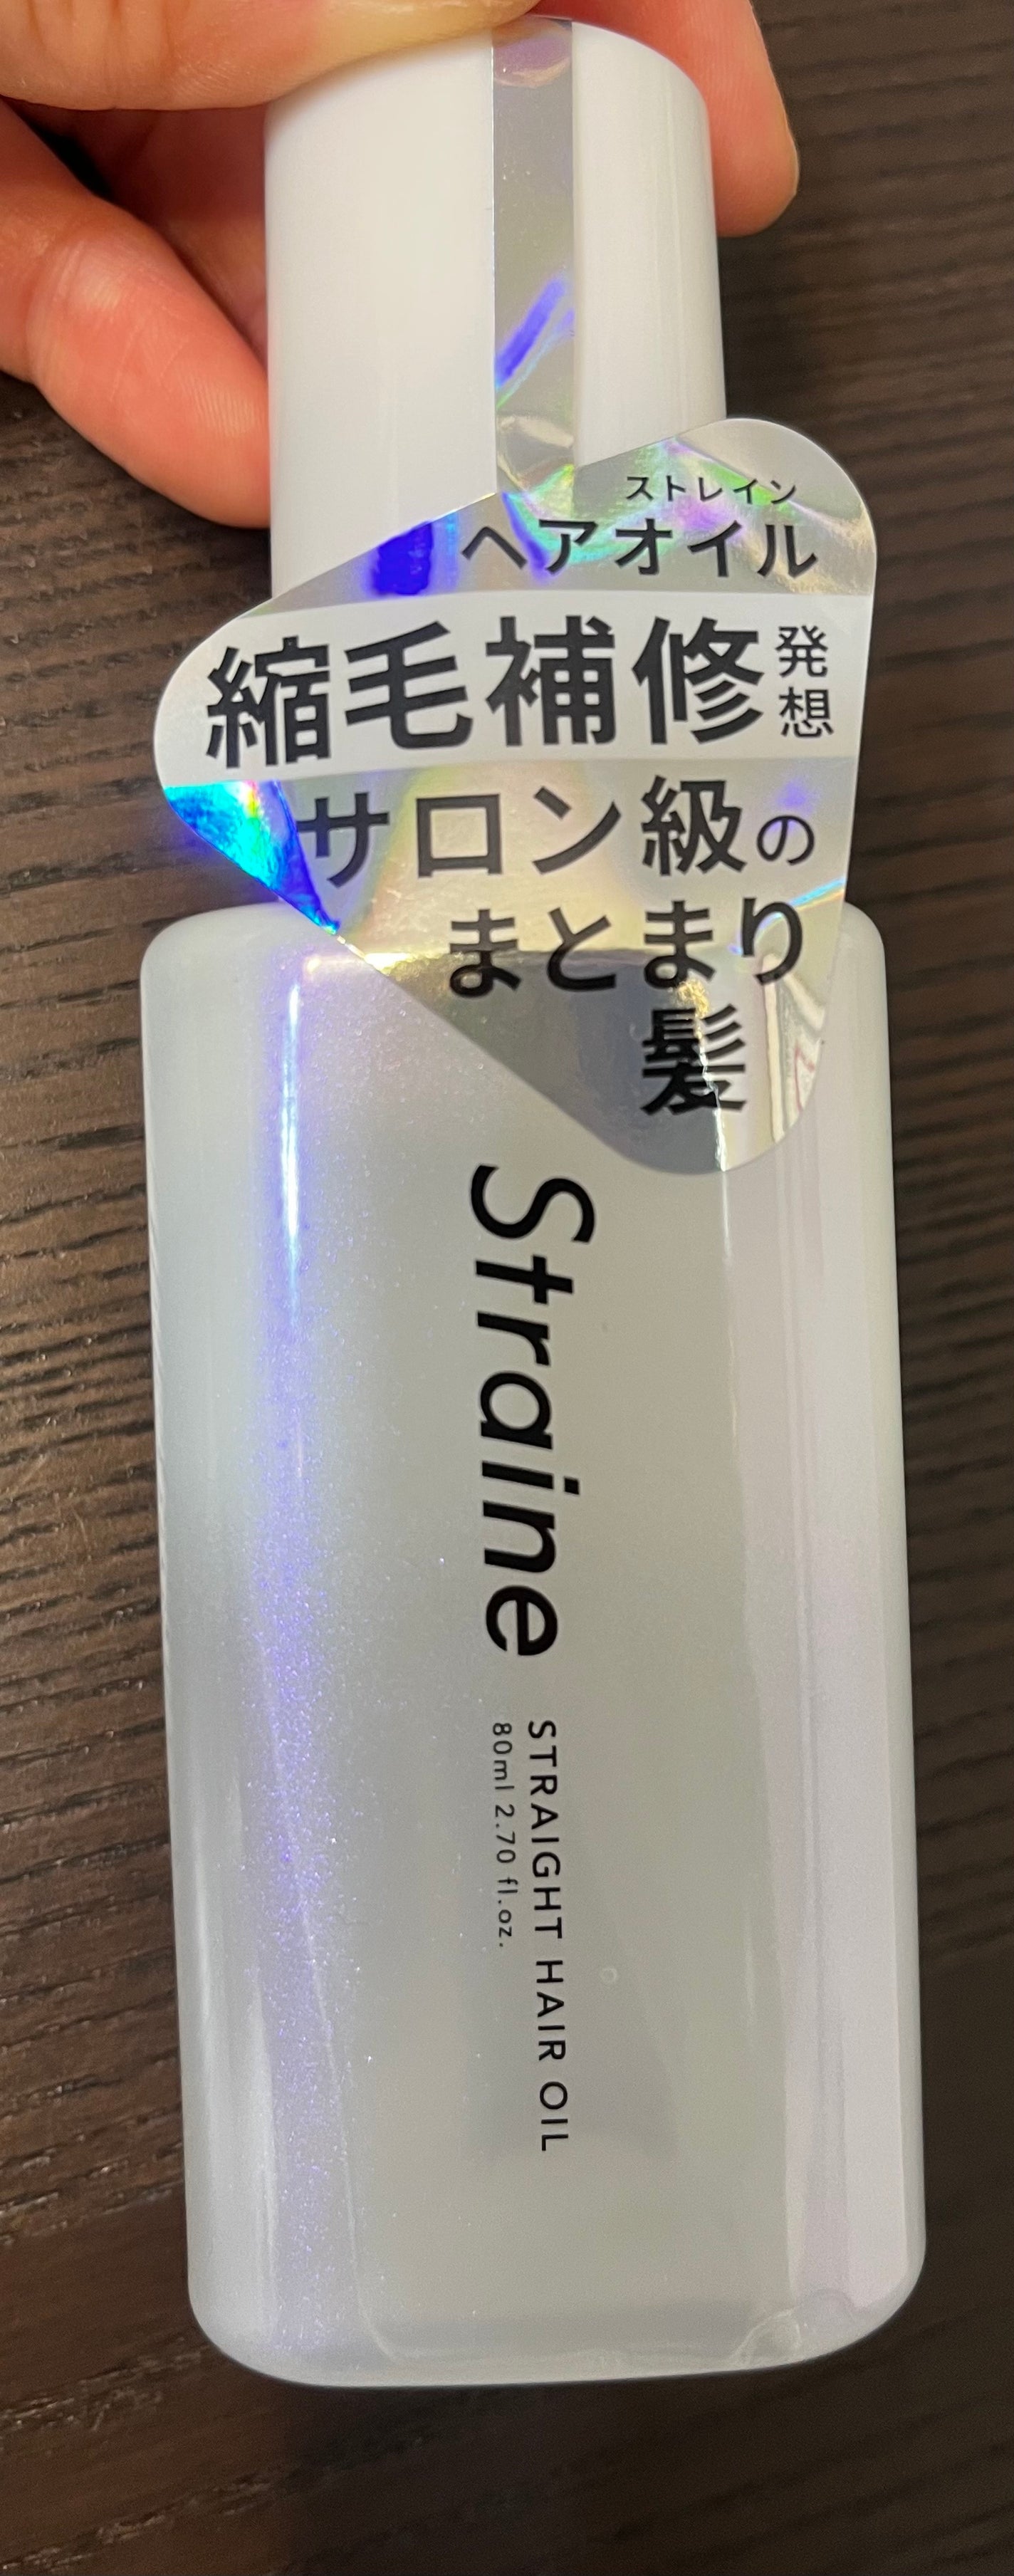 ストレイン
ヘアオイル
縮毛補修発想
サロン級の
まとまり
髪
Straine
STRAIGHT HAIR OIL
80ml 2.70 fl.oz.